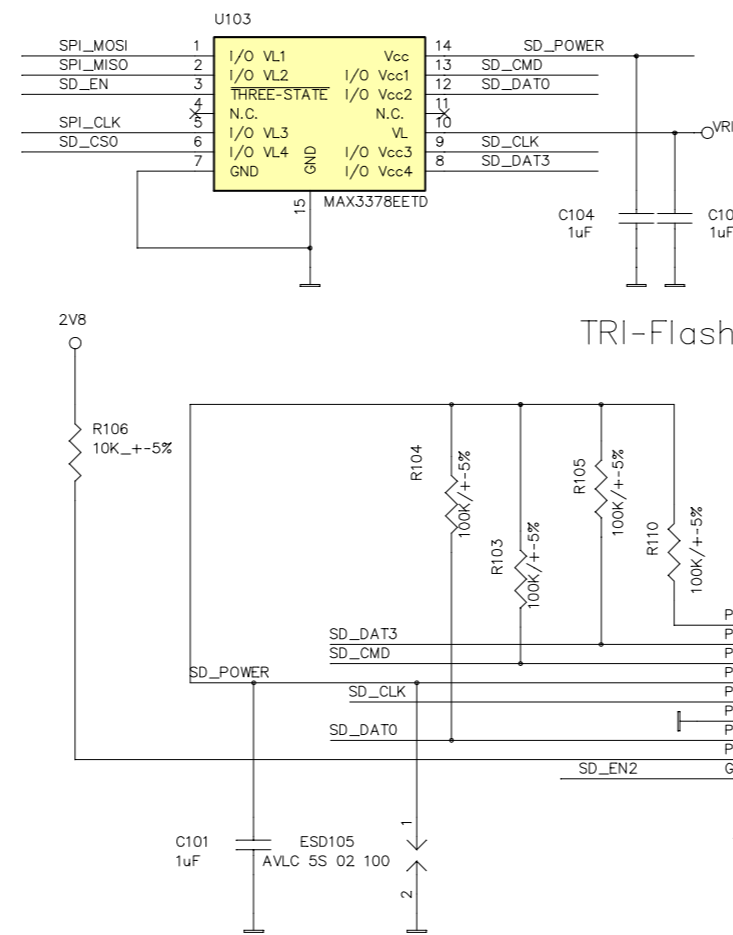 U103
SPI_MOSI 1 I/O VL1 Vcc 14 SD_POWER
SPI_MISO 2 I/O VL2 I/O Vcc1 13 SD_CMD
SD_EN 3 THREE-STATE I/O Vcc2 12 SD_DAT0
4 N.C. N.C. 11
SPI_CLK 5 I/O VL3 VL 10
SD_CS0 6 I/O VL4 I/O Vcc3 9 SD_CLK
7 GND GND I/O Vcc4 8 SD_DAT3
15 MAX3378EETD
C104
1uF
1uF
2V8
TRI-Flash
R106
10K_+-5%
R104
100K/+-5%
R103
100K/+-5%
R105
100K/+-5%
R110
100K/+-5%
P
SD_DAT3 P
SD_CMD P
SD_POWER P
SD_CLK P
P
SD_DAT0 P
P
SD_EN2 G
C101
1uF
ESD105
AVLC 5S 02 100
1
2